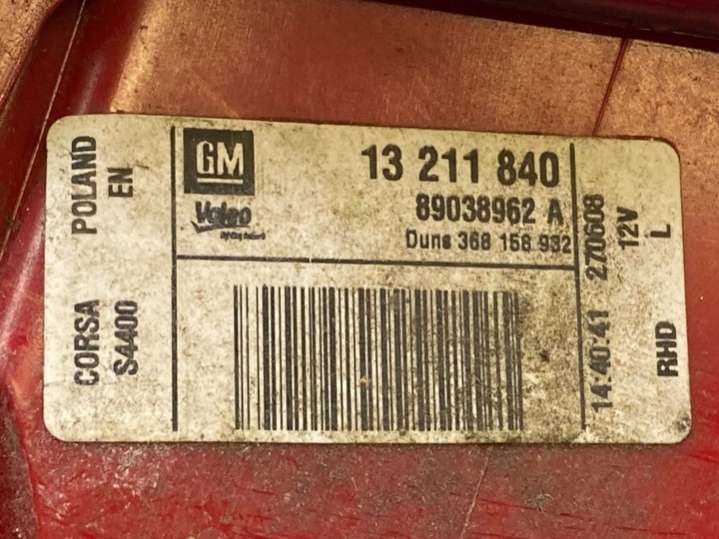 POLAND
EN
CORSA
S4400
GM
Valeo
13 211 840
89038962 A
Duns 368 158 932
14:40:41 270608
12V
RHD L